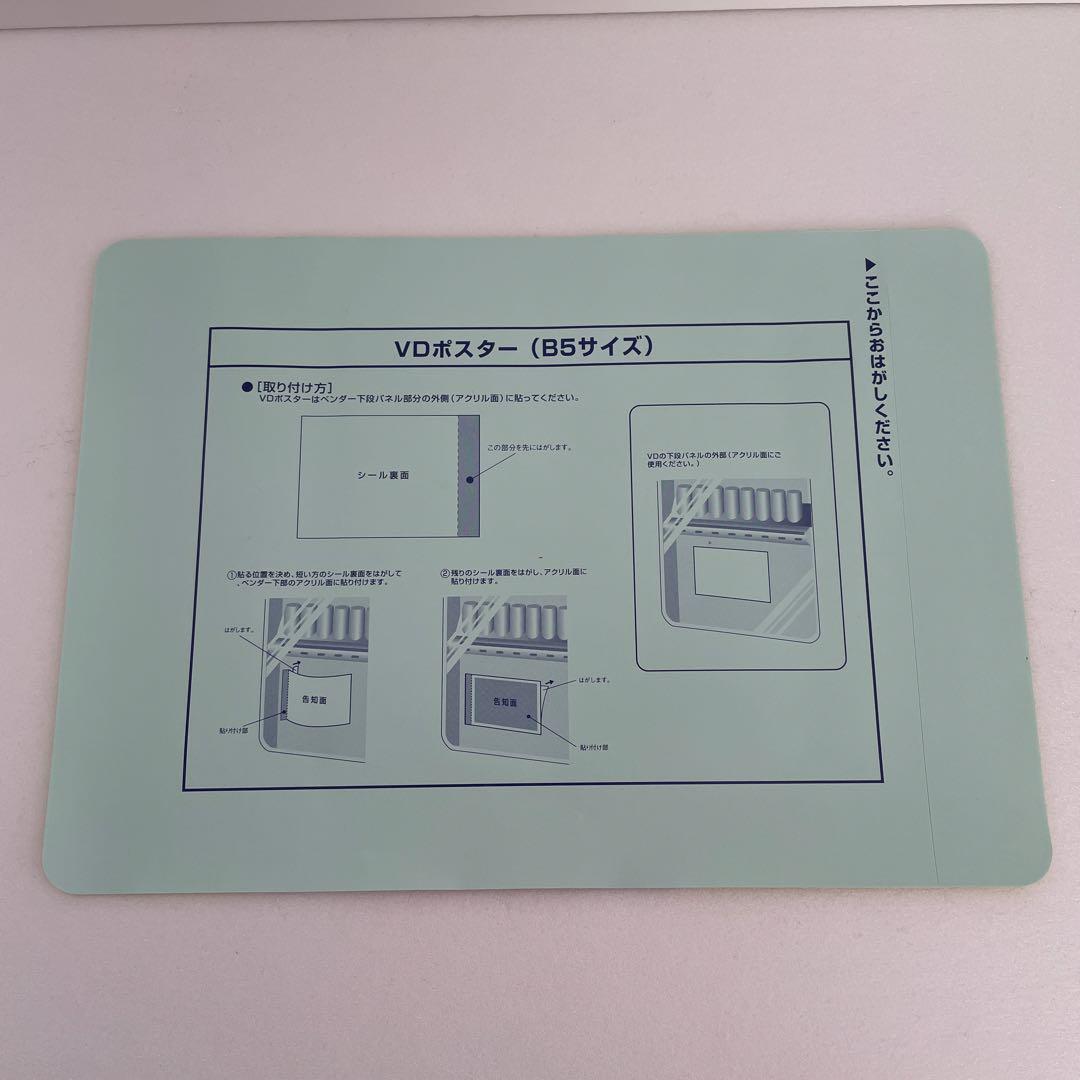 VDポスター（B5サイズ）
●［取り付け方］
VDポスターはベンダー下段パネル部分の外側（アクリル面）に貼ってください。
この部分を先にはがします。
シール裏面
①貼る位置を決め、短い方のシール裏面をはがして
、ベンダー下部のアクリル面に貼り付けます。
はがします。
告知面
貼り付け部
②残りのシール裏面をはがし、アクリル面に
貼り付けます。
はがします。
告知面
貼り付け部
VDの下段パネルの外部（アクリル面にご
使用ください。）
▶ここからおはがしください。